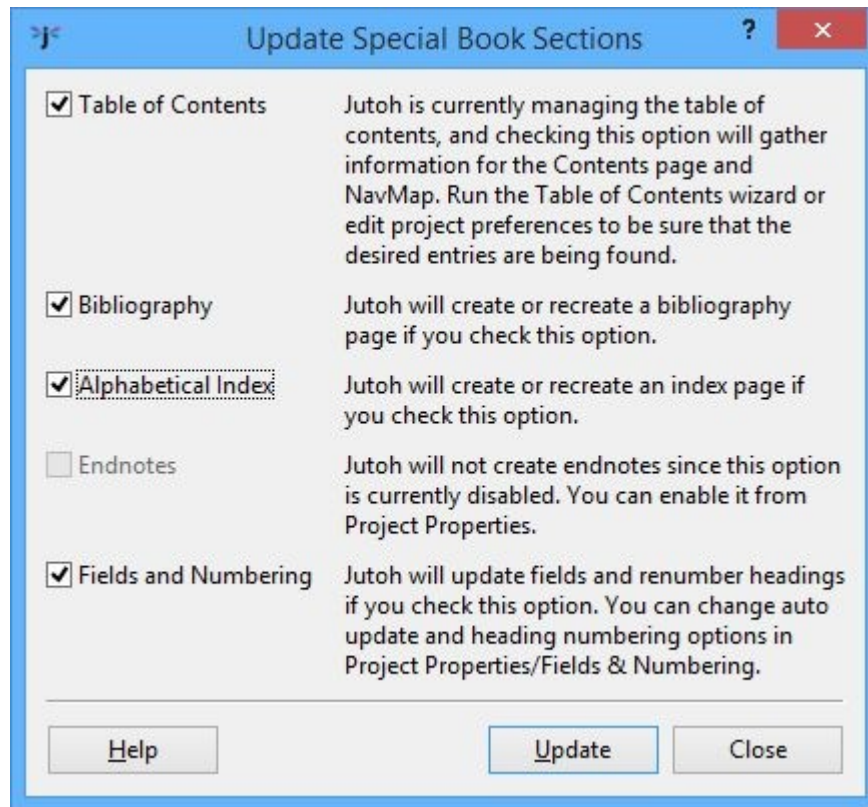 Update Special Book Sections
Table of Contents
Jutoh is currently managing the table of
contents, and checking this option will gather
information for the Contents page and
NavMap. Run the Table of Contents wizard or
edit project preferences to be sure that the
desired entries are being found.
Bibliography
Jutoh will create or recreate a bibliography
page if you check this option.
Alphabetical Index
Jutoh will create or recreate an index page if
you check this option.
Endnotes
Jutoh will not create endnotes since this option
is currently disabled. You can enable it from
Project Properties.
Fields and Numbering
Jutoh will update fields and renumber headings
if you check this option. You can change auto
update and heading numbering options in
Project Properties/Fields & Numbering.
Help
Update
Close